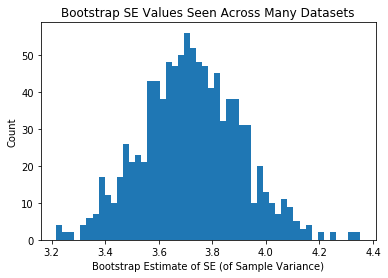 Bootstrap SE Values Seen Across Many Datasets
Count
50
40
30
20
10
0
3.2 3.4 3.6 3.8 4.0 4.2 4.4
Bootstrap Estimate of SE (of Sample Variance)